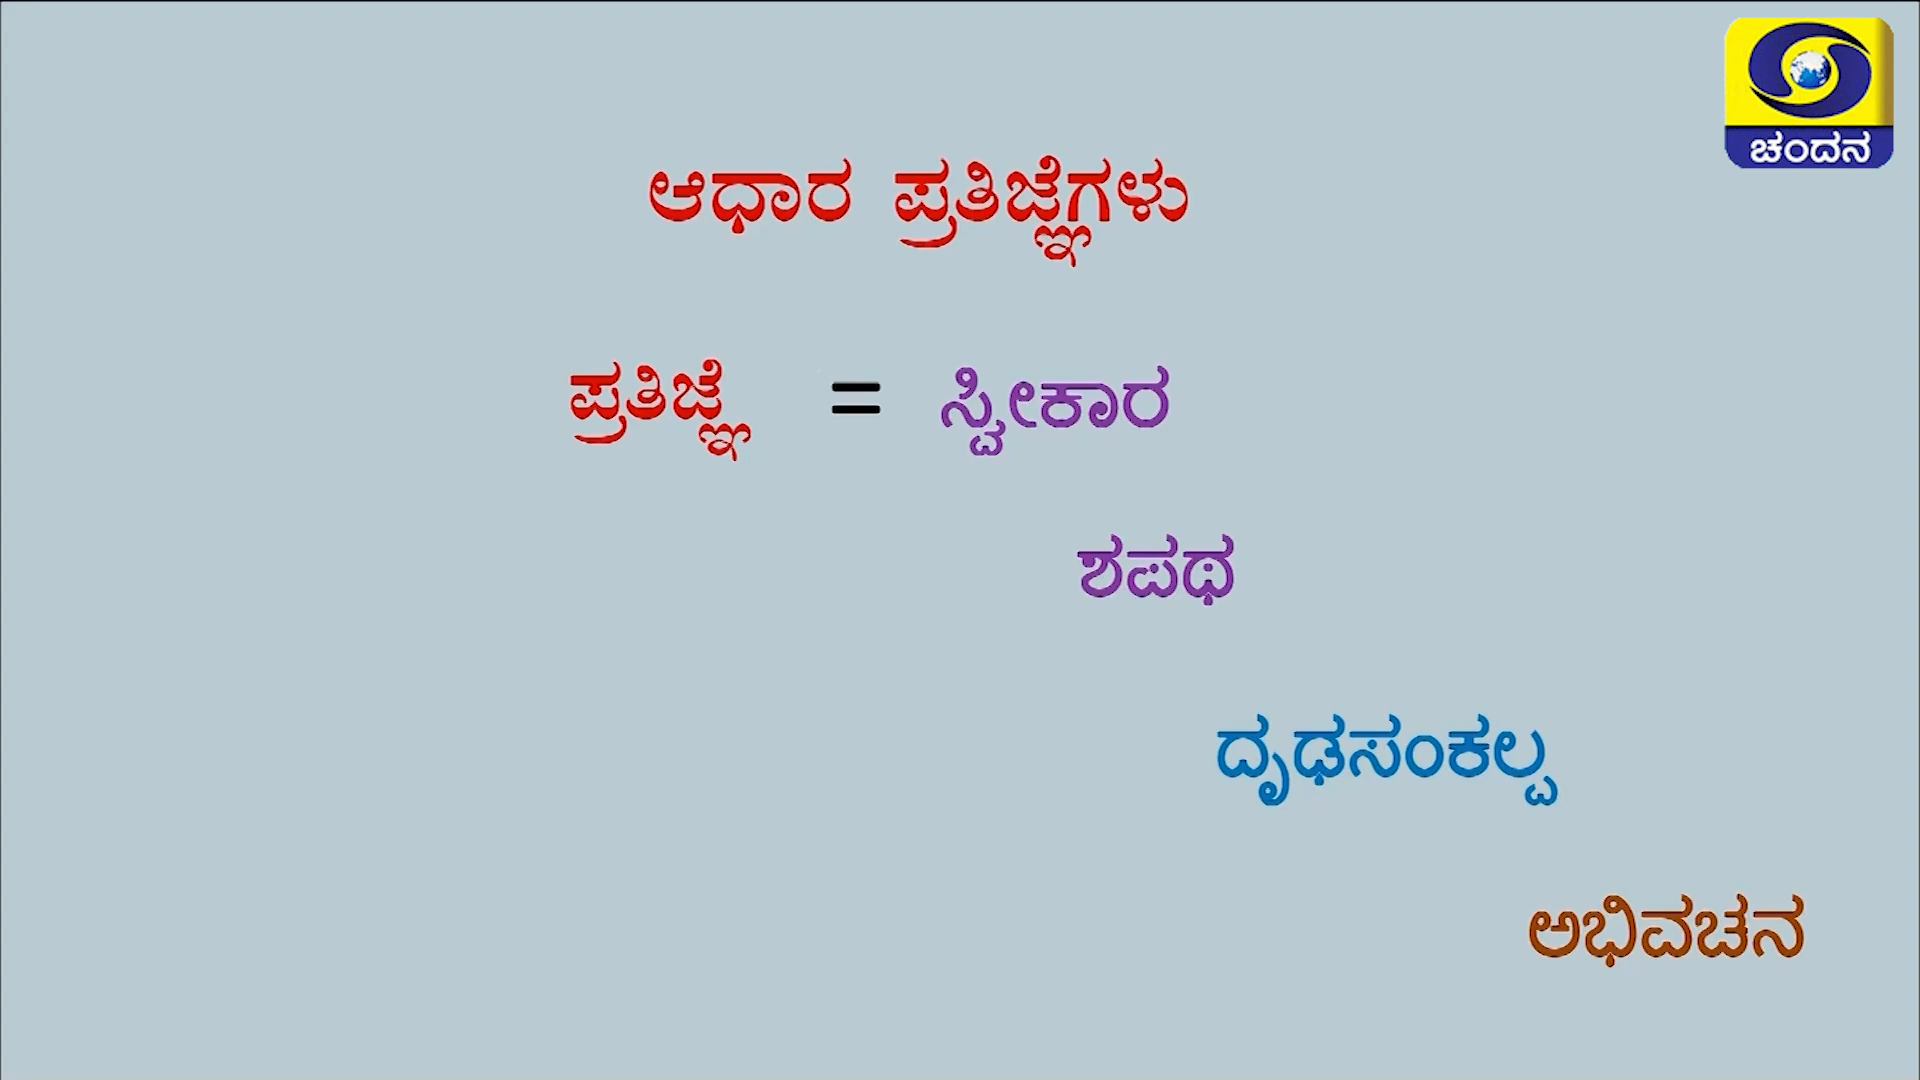 ಚಂದನ
ಆಧಾರ ಪ್ರತಿಜ್ಞೆಗಳು
ಪ್ರತಿಜ್ಞೆ = ಸ್ವೀಕಾರ
ಶಪಥ
ದೃಢಸಂಕಲ್ಪ
ಅಭಿವಚನ